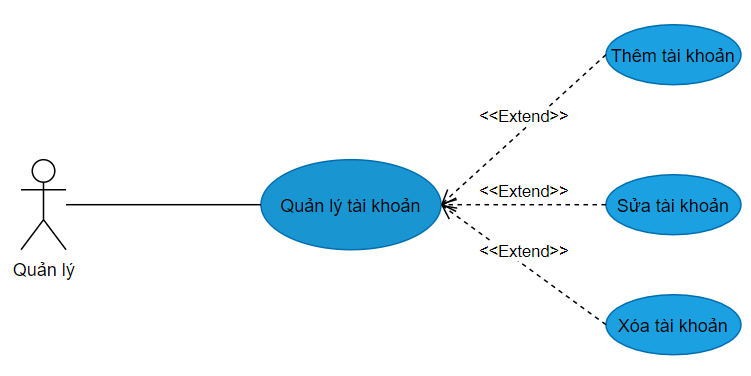 Thêm tài khoản
<<Extend>>
<<Extend>>
Quản lý tài khoản
Sửa tài khoản
<<Extend>>
Quản lý
Xóa tài khoản